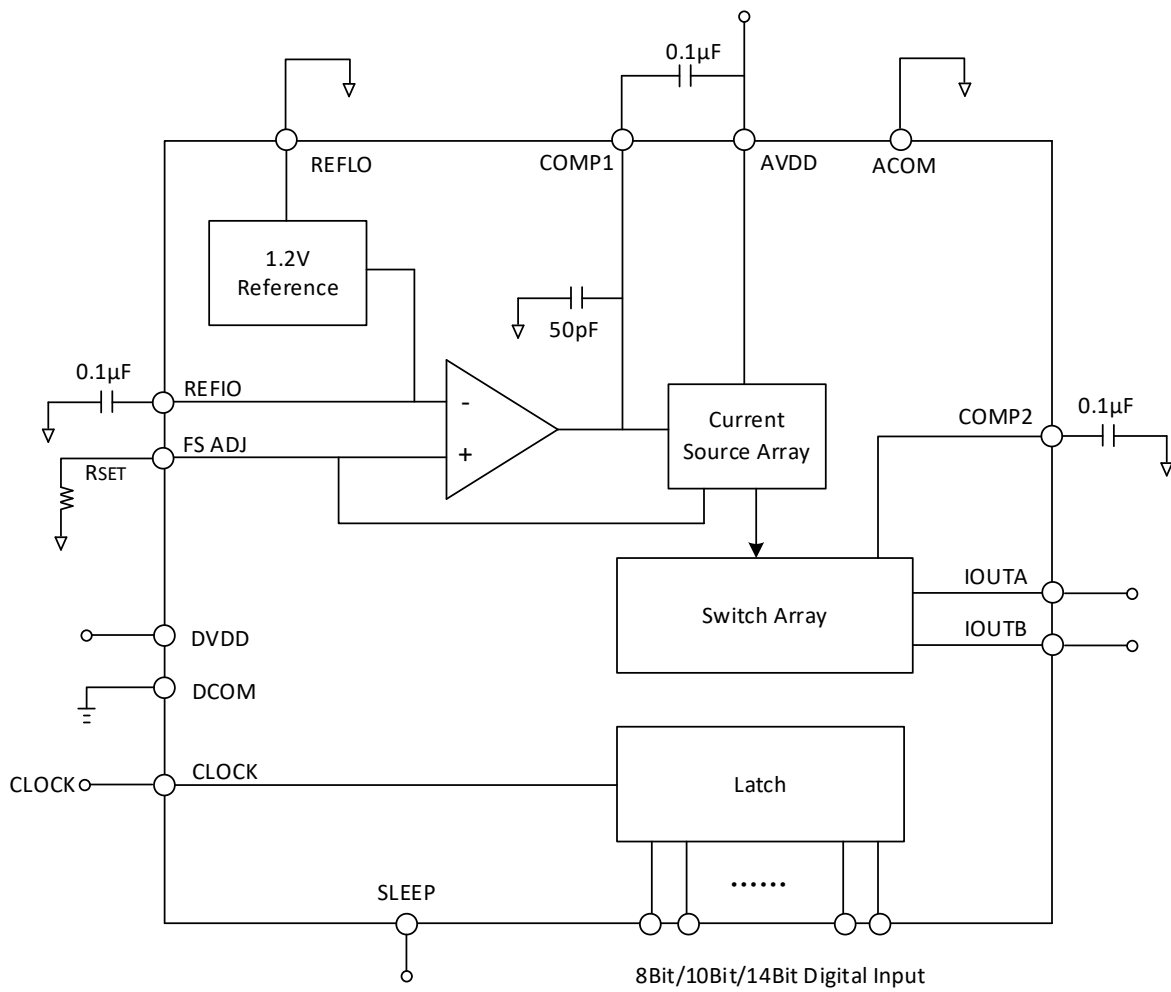 0.1µF
REFLO
COMP1
AVDD
ACOM
1.2V
Reference
50pF
0.1µF
REFIO
FS ADJ
RSET
-
+
Current
Source Array
COMP2
0.1µF
Switch Array
IOUTA
IOUTB
DVDD
DCOM
CLOCK
CLOCK
Latch
SLEEP
......
8Bit/10Bit/14Bit Digital Input